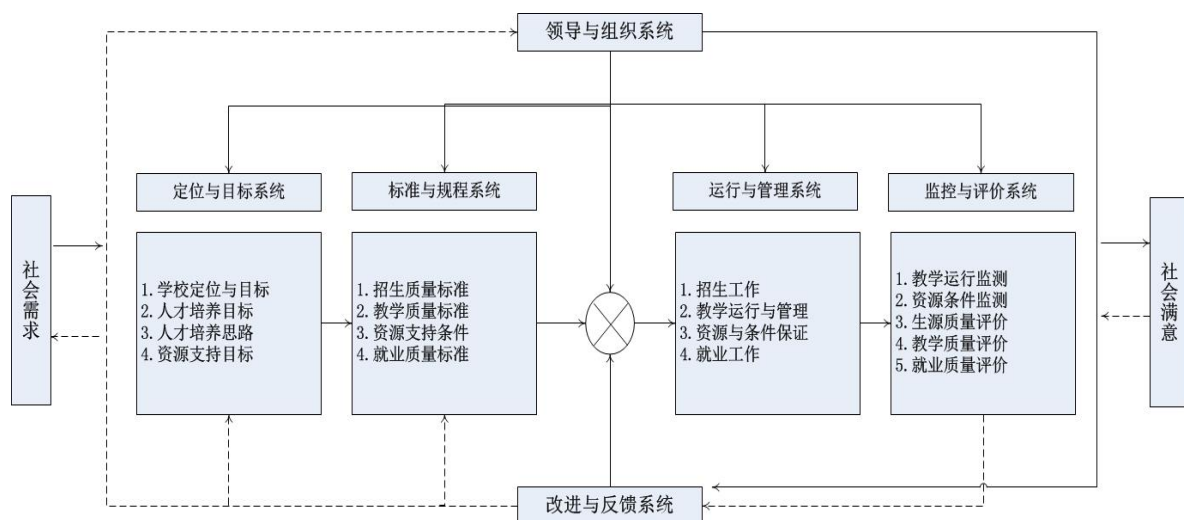 领导与组织系统
定位与目标系统
标准与规程系统
运行与管理系统
监控与评价系统
社会需求
1.学校定位与目标
2.人才培养目标
3.人才培养思路
4.资源支持目标
1.招生质量标准
2.教学质量标准
3.资源支持条件
4.就业质量标准
1.招生工作
2.教学运行与管理
3.资源与条件保证
4.就业工作
1.教学运行监测
2.资源条件监测
3.生源质量评价
4.教学质量评价
5.就业质量评价
社会满意
改进与反馈系统